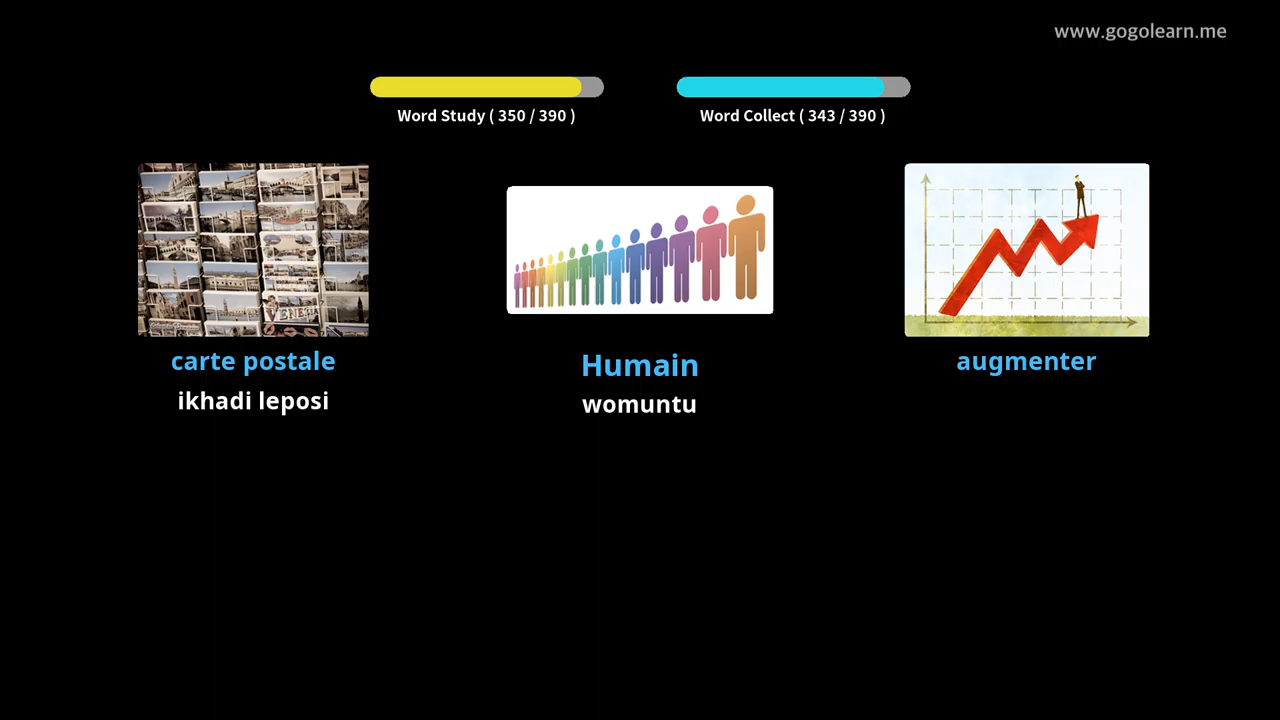 www.gogolearn.me
Word Study ( 350 / 390 )
Word Collect ( 343 / 390 )
carte postale
ikhadi leposi
Humain
womuntu
augmenter